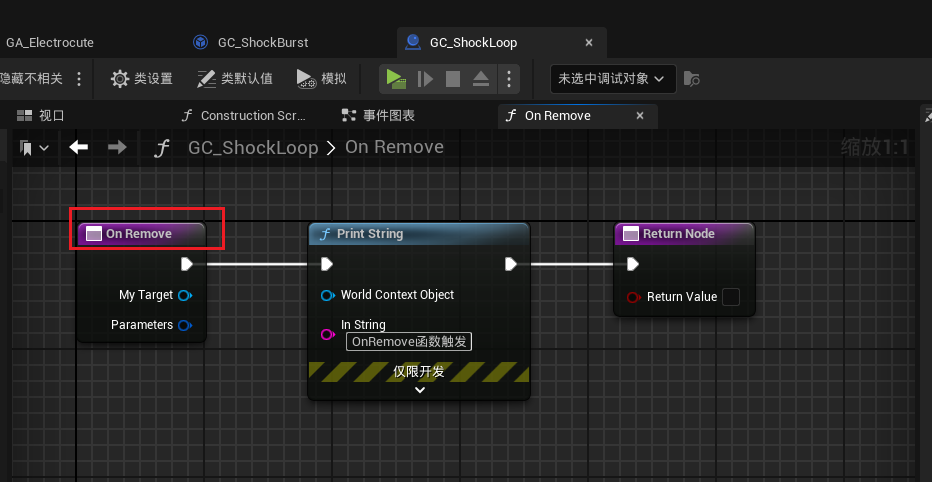 GA_Electrocute
GC_ShockBurst
GC_ShockLoop
隐藏不相关
类设置
类默认值
模拟
未选中调试对象
视口
Construction Scr...
事件图表
On Remove
GC_ShockLoop > On Remove
缩放1:1
On Remove
My Target
Parameters
Print String
World Context Object
In String
OnRemove函数触发
仅限开发
Return Node
Return Value